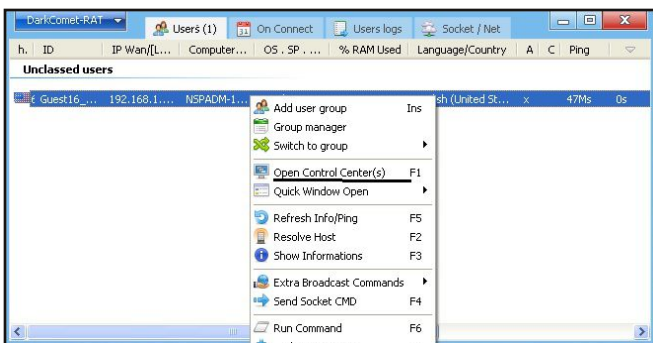 DarkComet-RAT
Users (1)
On Connect
Users logs
Socket / Net
h. ID IP Wan/[L... Computer... OS . SP . ... % RAM Used Language/Country A C Ping
Unclassed users
Guest16_... 192.168.1.... NSPADM-1... sh (United St... x 47Ms 0s
Add user group Ins
Group manager
Switch to group
Open Control Center(s) F1
Quick Window Open
Refresh Info/Ping F5
Resolve Host F2
Show Informations F3
Extra Broadcast Commands
Send Socket CMD F4
Run Command F6